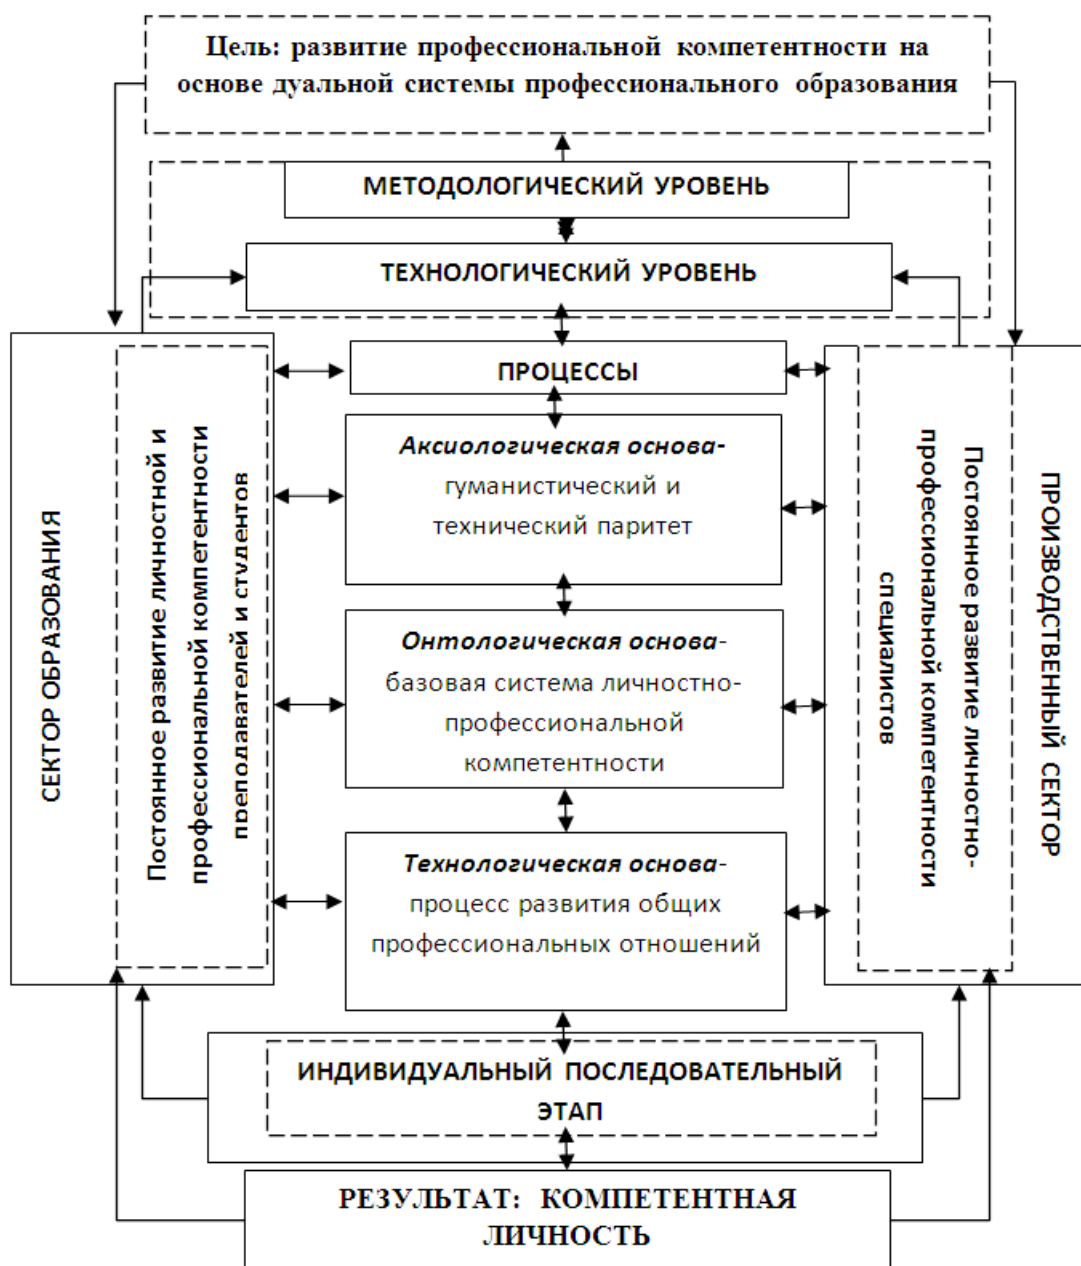 Цель: развитие профессиональной компетентности на
основе дуальной системы профессионального образования
МЕТОДОЛОГИЧЕСКИЙ УРОВЕНЬ
ТЕХНОЛОГИЧЕСКИЙ УРОВЕНЬ
СЕКТОР ОБРАЗОВАНИЯ
Постоянное развитие личностной и
профессиональной компетентности
преподавателей и студентов
ПРОЦЕССЫ
Аксиологическая основа-
гуманистический и
технический паритет
Онтологическая основа-
базовая система личностно-
профессиональной
компетентности
Технологическая основа-
процесс развития общих
профессиональных отношений
ПРОИЗВОДСТВЕННЫЙ СЕКТОР
Постоянное развитие личностно-
профессиональной компетентности
специалистов
ИНДИВИДУАЛЬНЫЙ ПОСЛЕДОВАТЕЛЬНЫЙ
ЭТАП
РЕЗУЛЬТАТ: КОМПЕТЕНТНАЯ
ЛИЧНОСТЬ